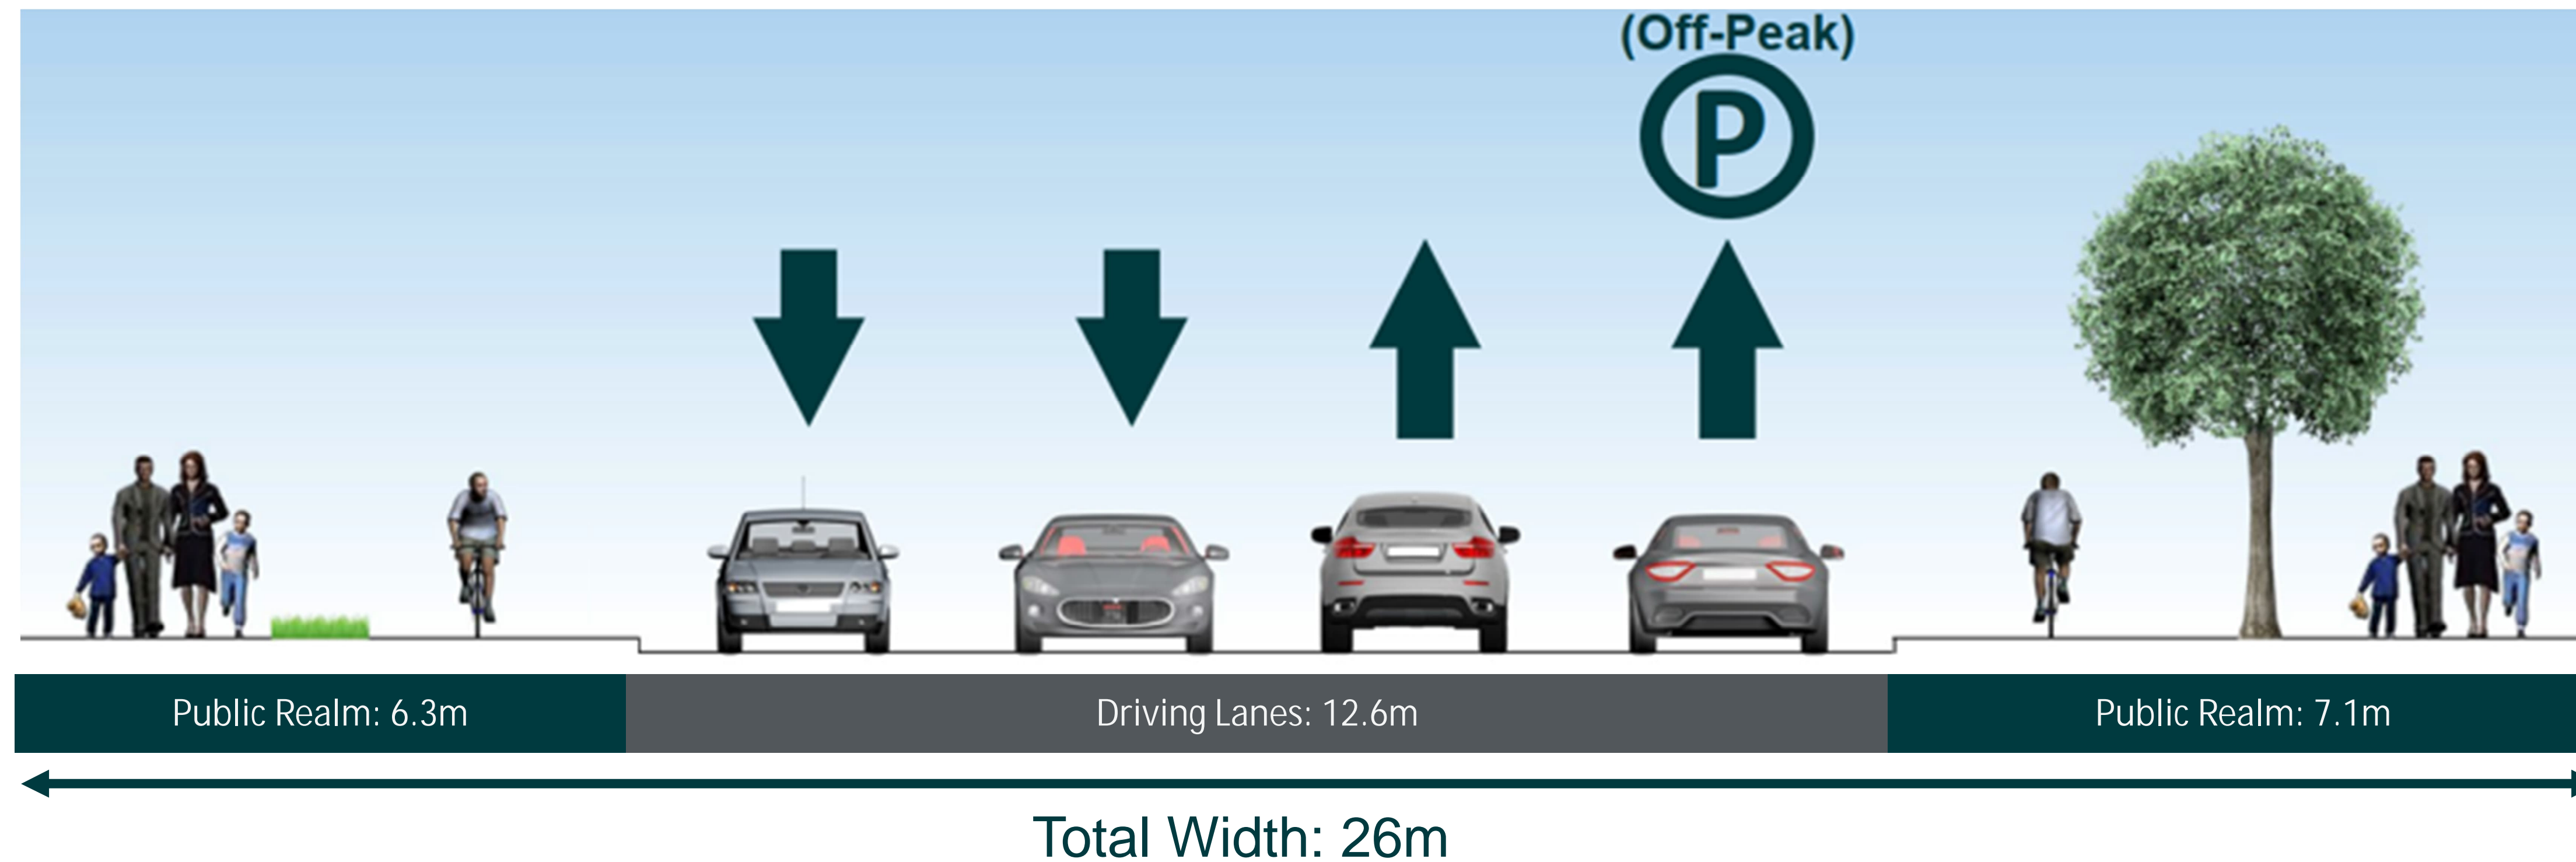 (Off-Peak)
P
Public Realm: 6.3m
Driving Lanes: 12.6m
Public Realm: 7.1m
Total Width: 26m